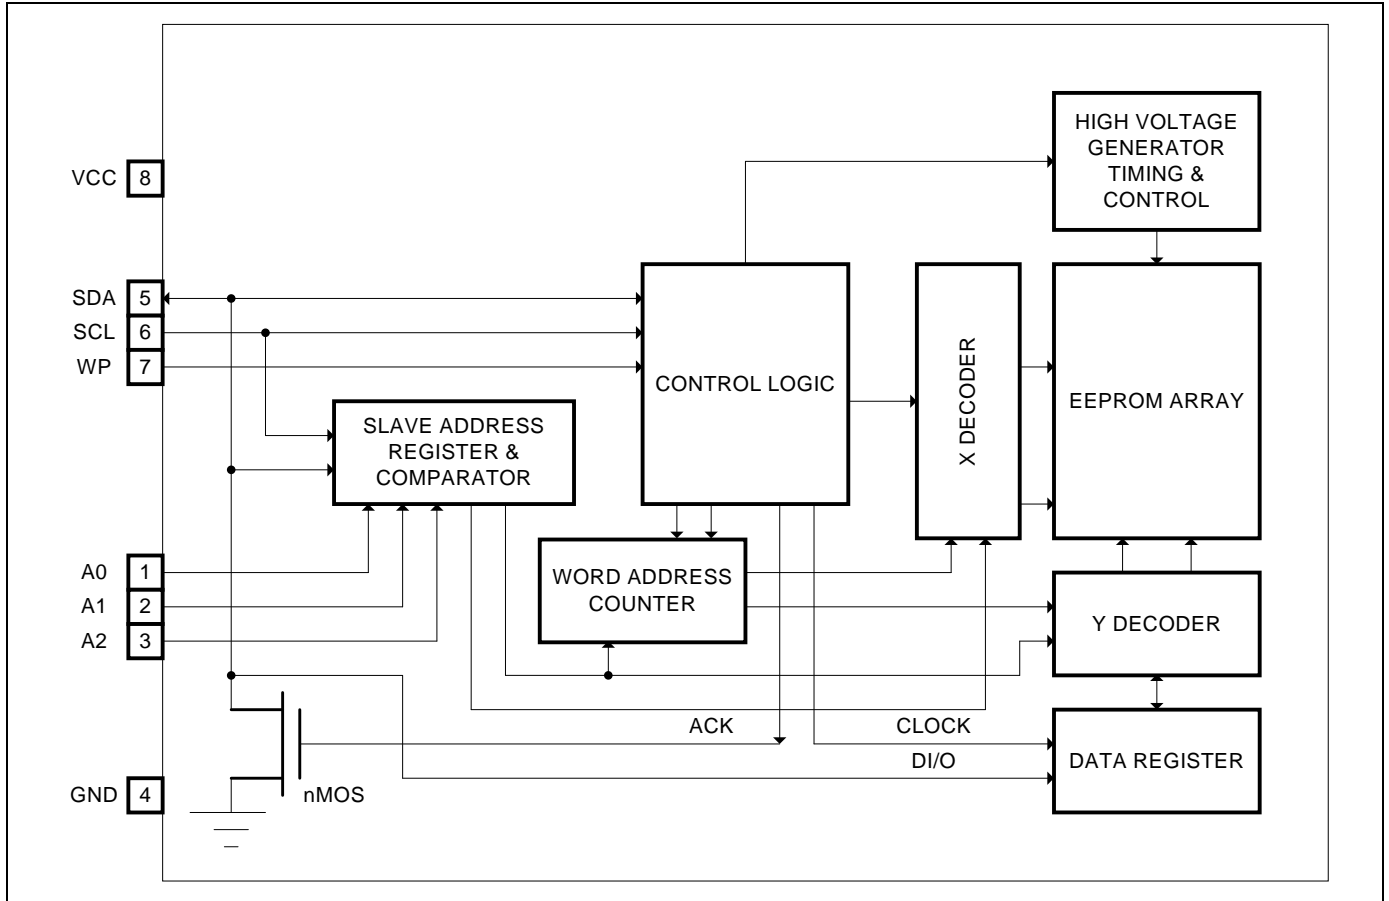 HIGH VOLTAGE
GENERATOR
TIMING &
CONTROL
VCC 8
SDA 5
SCL 6
WP 7
CONTROL LOGIC
X DECODER
EEPROM ARRAY
SLAVE ADDRESS
REGISTER &
COMPARATOR
A0 1
A1 2
A2 3
WORD ADDRESS
COUNTER
Y DECODER
ACK
CLOCK
DI/O
DATA REGISTER
GND 4
nMOS